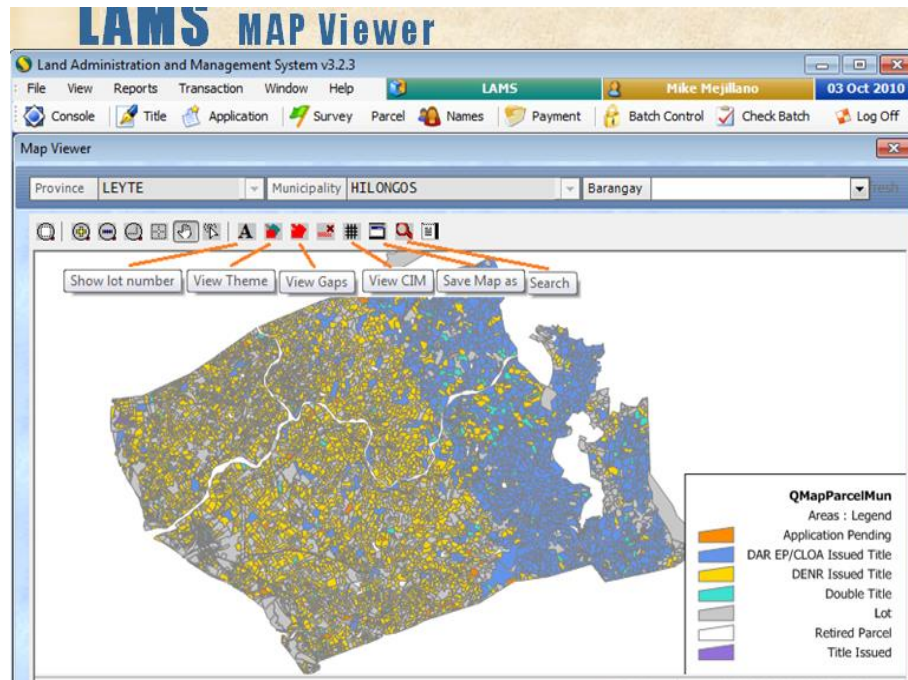 LAMS MAP Viewer
Land Administration and Management System v3.2.3
File View Reports Transaction Window Help LAMS Mike Mejillano 03 Oct 2010
Console Title Application Survey Parcel Names Payment Batch Control Check Batch Log Off
Map Viewer
Province LEYTE Municipality HILONGOS Barangay
A
Show lot number View Theme View Gaps View CIM Save Map as Search
QMapParcelMun
Areas : Legend
Application Pending
DAR EP/CLOA Issued Title
DENR Issued Title
Double Title
Lot
Retired Parcel
Title Issued